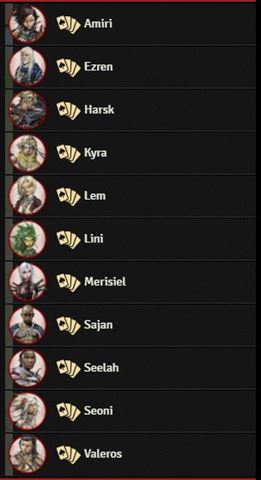 Amiri
Ezren
Harsk
Kyra
Lem
Lini
Merisiel
Sajan
Seelah
Seoni
Valeros